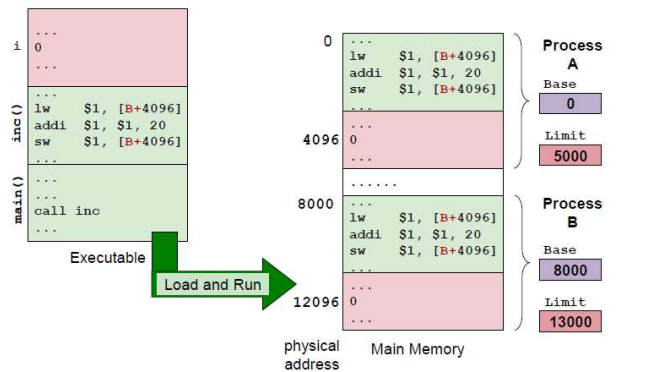 i
...
0
...
inc()
...
lw $1, [B+4096]
addi $1, $1, 20
sw $1, [B+4096]
...
main()
...
...
call inc
...
Executable
Load and Run
0
...
lw $1, [B+4096]
addi $1, $1, 20
sw $1, [B+4096]
...
4096
...
0
...
......
8000
...
lw $1, [B+4096]
addi $1, $1, 20
sw $1, [B+4096]
...
12096
...
0
...
physical
address
Main Memory
Process
A
Base
0
Limit
5000
Process
B
Base
8000
Limit
13000